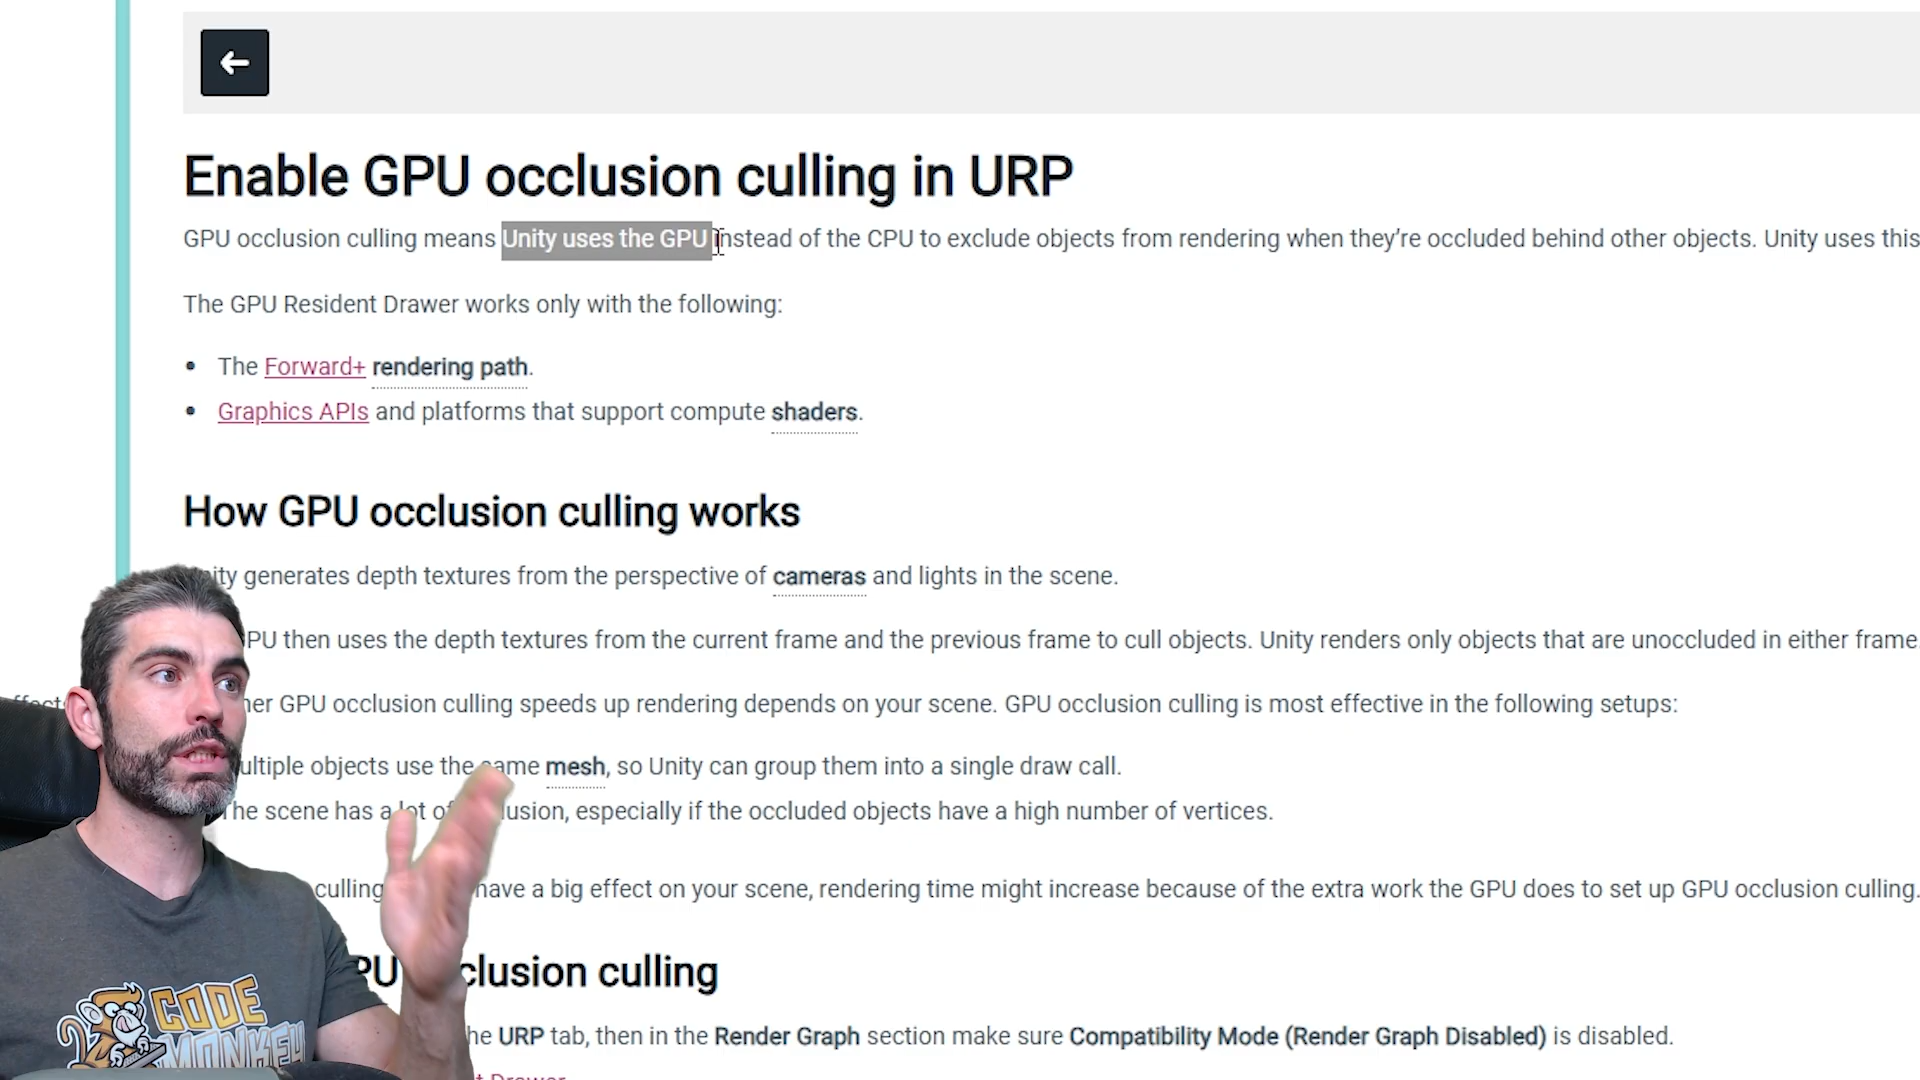 Enable GPU occlusion culling in URP
GPU occlusion culling means Unity uses the GPU instead of the CPU to exclude objects from rendering when they’re occluded behind other objects. Unity uses this
The GPU Resident Drawer works only with the following:
The Forward+ rendering path.
Graphics APIs and platforms that support compute shaders.
How GPU occlusion culling works
generates depth textures from the perspective of cameras and lights in the scene.
then uses the depth textures from the current frame and the previous frame to cull objects. Unity renders only objects that are unoccluded in either frame.
GPU occlusion culling speeds up rendering depends on your scene. GPU occlusion culling is most effective in the following setups:
objects use the same mesh, so Unity can group them into a single draw call.
The scene has a lot of especially if the occluded objects have a high number of vertices.
culling have a big effect on your scene, rendering time might increase because of the extra work the GPU does to set up GPU occlusion culling.
culling
URP tab, then in the Render Graph section make sure Compatibility Mode (Render Graph Disabled) is disabled.
CODE
MONKEY